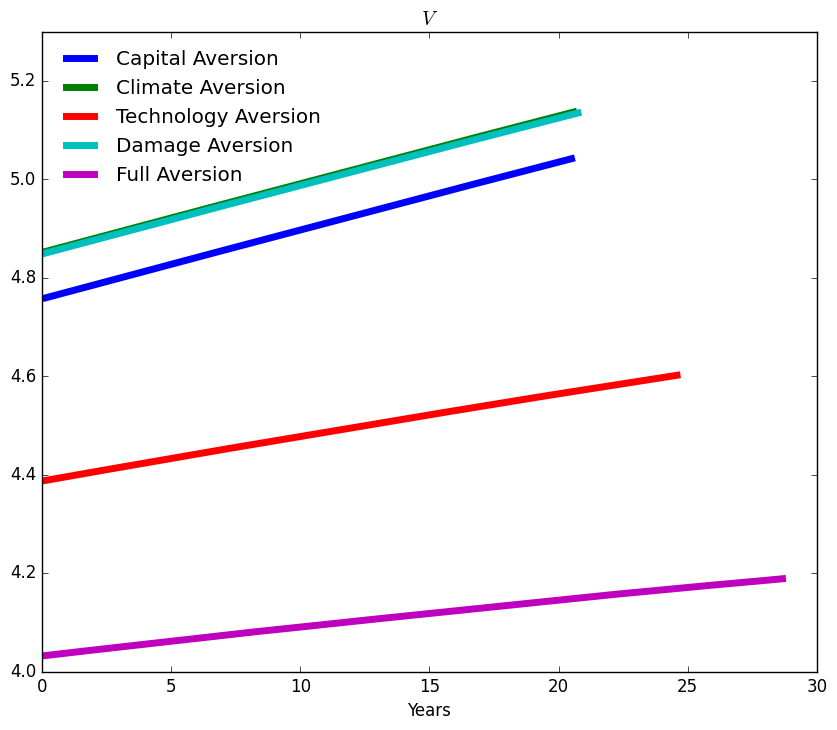 V
5.2
5.0
4.8
4.6
4.4
4.2
4.0
Capital Aversion
Climate Aversion
Technology Aversion
Damage Aversion
Full Aversion
0 5 10 15 20 25 30
Years